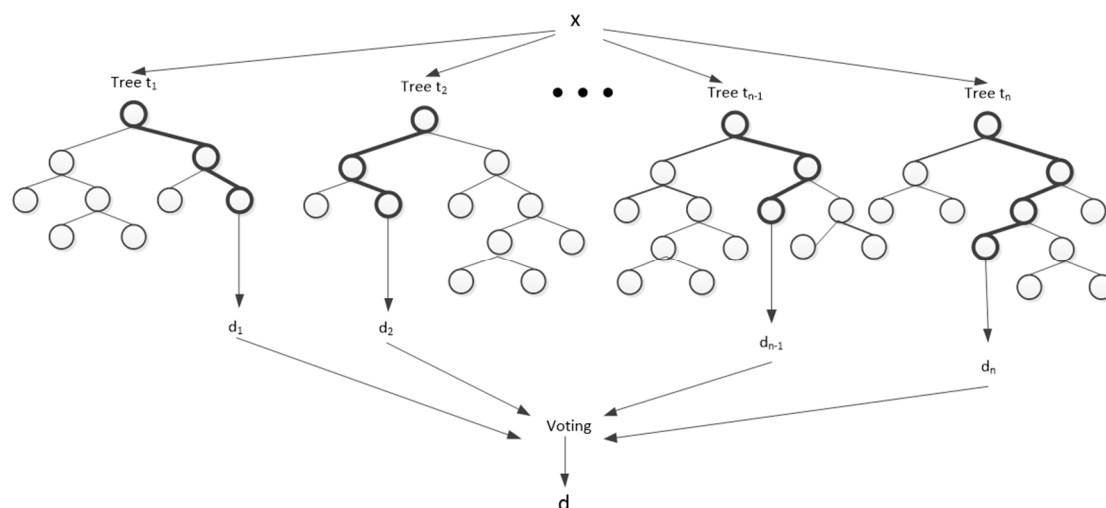 x
Tree t₁
Tree t₂
Tree tₙ₋₁
Tree tₙ
d₁
d₂
dₙ₋₁
dₙ
Voting
d